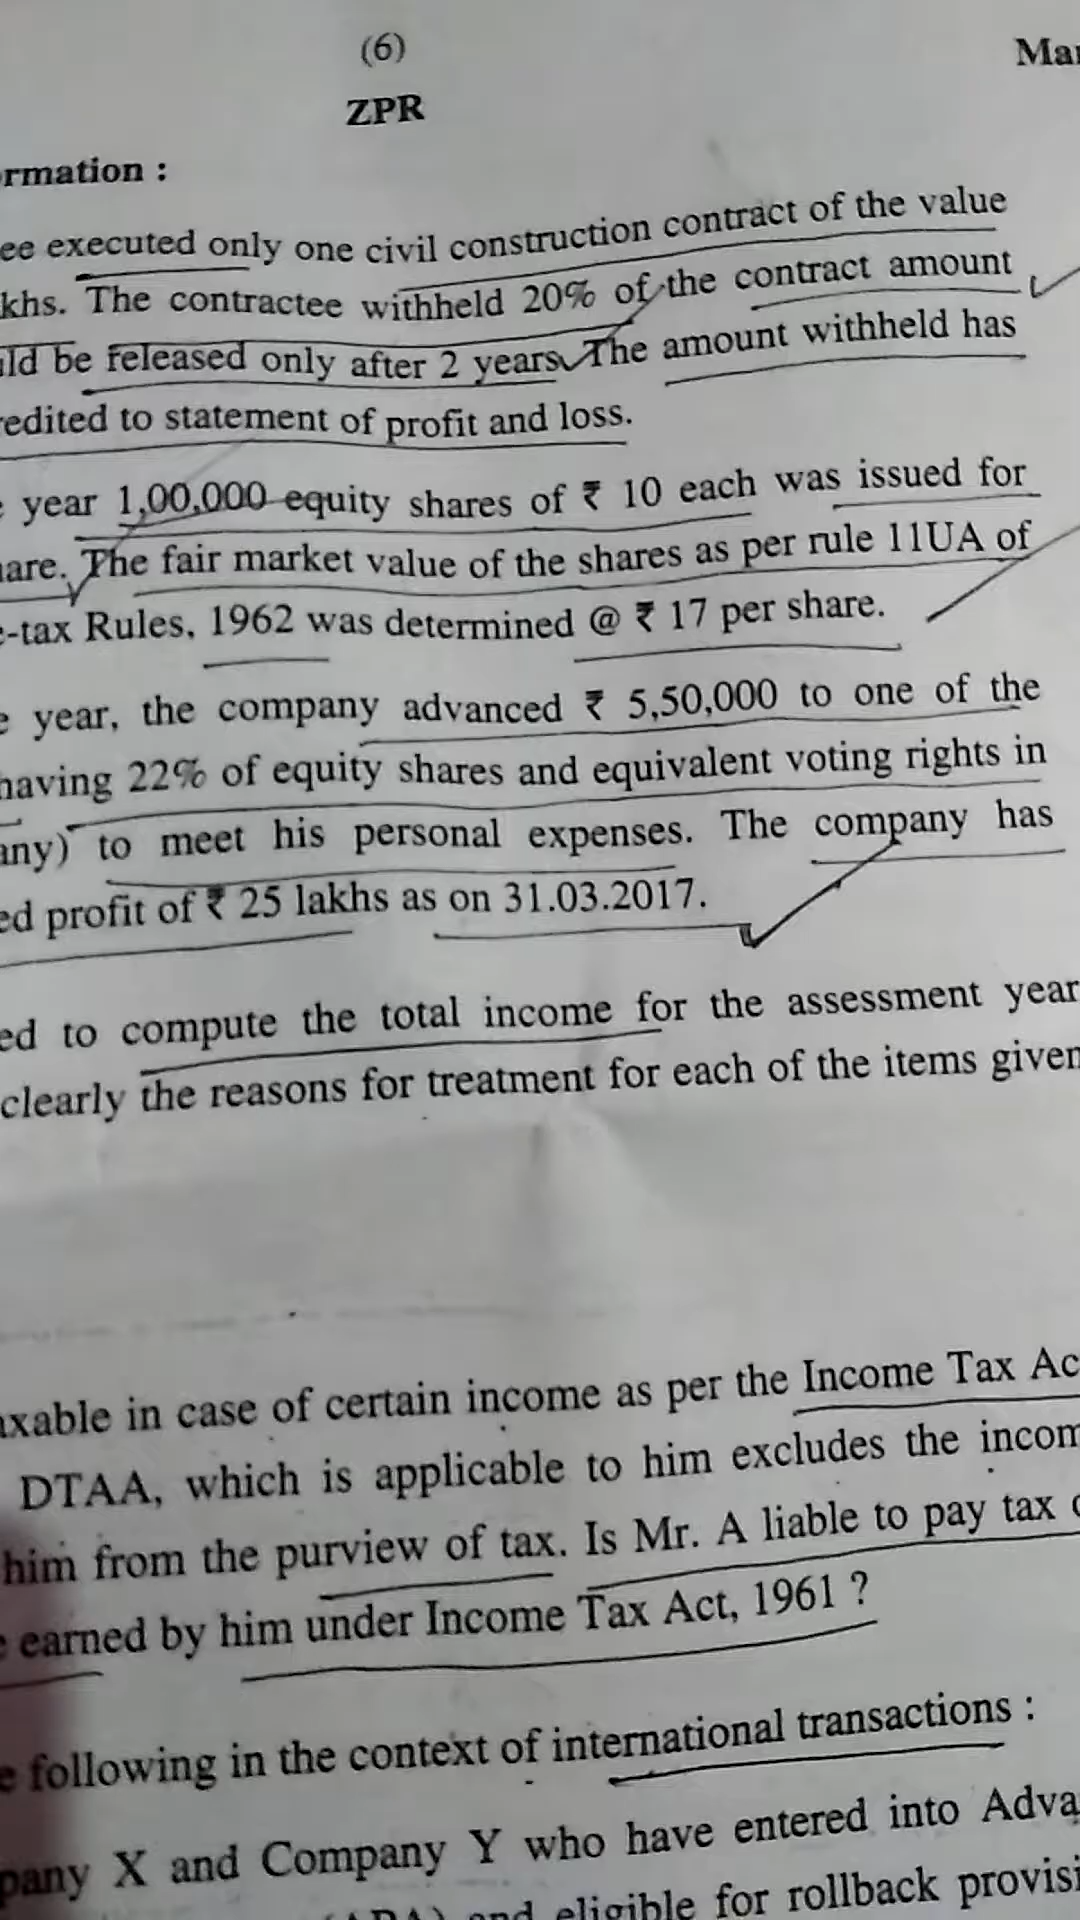 (6)
Mar
ZPR
ormation :
ee executed only one civil construction contract of the value
khs. The contractee withheld 20% of the contract amount
uld be released only after 2 years. The amount withheld has
redited to statement of profit and loss.
e year 1,00,000 equity shares of ₹ 10 each was issued for
are. The fair market value of the shares as per rule 11UA of
e-tax Rules, 1962 was determined @ ₹ 17 per share.
e year, the company advanced ₹ 5,50,000 to one of the
having 22% of equity shares and equivalent voting rights in
any) to meet his personal expenses. The company has
ed profit of ₹ 25 lakhs as on 31.03.2017.
ed to compute the total income for the assessment year
clearly the reasons for treatment for each of the items given
axable in case of certain income as per the Income Tax Ac
DTAA, which is applicable to him excludes the incom
him from the purview of tax. Is Mr. A liable to pay tax
e earned by him under Income Tax Act, 1961 ?
e following in the context of international transactions :
pany X and Company Y who have entered into Adva
(APA) and eligible for rollback provisi